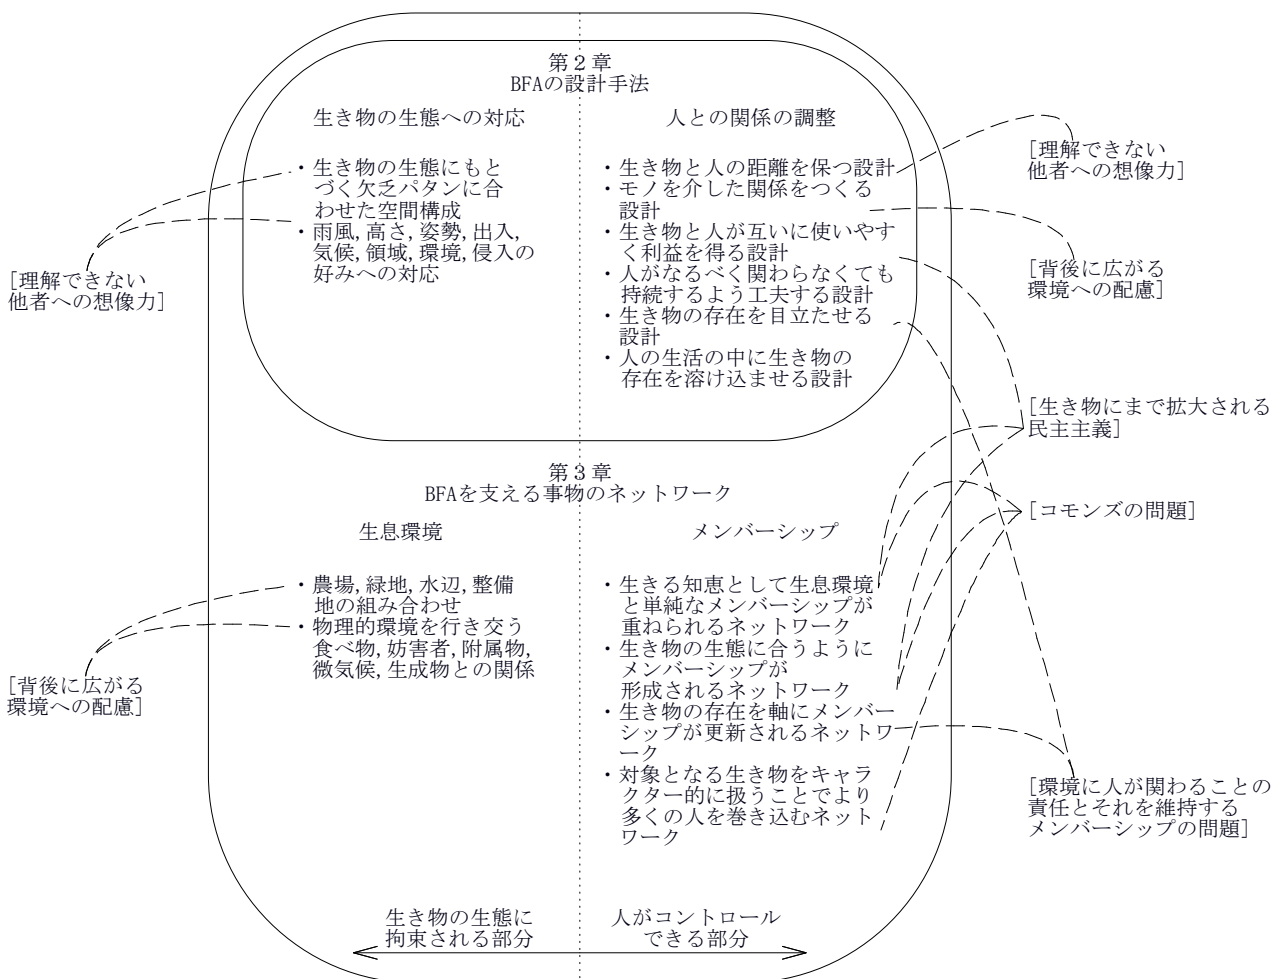 第２章
BFAの設計手法
生き物の生態への対応
・生き物の生態にもと
づく欠乏パタンに合
わせた空間構成
・雨風,高さ,姿勢,出入,
気候,領域,環境,侵入の
好みへの対応
人との関係の調整
・生き物と人の距離を保つ設計
・モノを介した関係をつくる
設計
・生き物と人が互いに使いやす
く利益を得る設計
・人がなるべく関わらなくても
持続するよう工夫する設計
・生き物の存在を目立たせる
設計
・人の生活の中に生き物の
存在を溶け込ませる設計
[理解できない
他者への想像力]
[理解できない
他者への想像力]
[背後に広がる
環境への配慮]
[生き物にまで拡大される
民主主義]
[コモンズの問題]
第３章
BFAを支える事物のネットワーク
生息環境
・農場,緑地,水辺,整備
地の組み合わせ
・物理的環境を行き交う
食べ物,妨害者,附属物,
微気候,生成物との関係
メンバーシップ
・生きる知恵として生息環境
と単純なメンバーシップが
重ねられるネットワーク
・生き物の生態に合うように
メンバーシップが
形成されるネットワーク
・生き物の存在を軸にメンバー
シップが更新されるネットワ
ーク
・対象となる生き物をキャラ
クター的に扱うことでより
多くの人を巻き込むネット
ワーク
[背後に広がる
環境への配慮]
[環境に人が関わることの
責任とそれを維持する
メンバーシップの問題]
生き物の生態に
拘束される部分
人がコントロール
できる部分